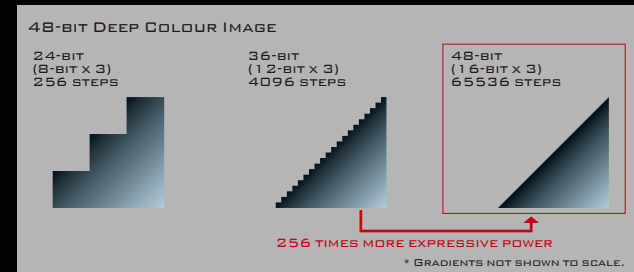 48-bit Deep Colour Image
24-bit
(8-bit x 3)
256 steps
36-bit
(12-bit x 3)
4096 steps
48-bit
(16-bit x 3)
65536 steps
256 times more expressive power
* Gradients not shown to scale.